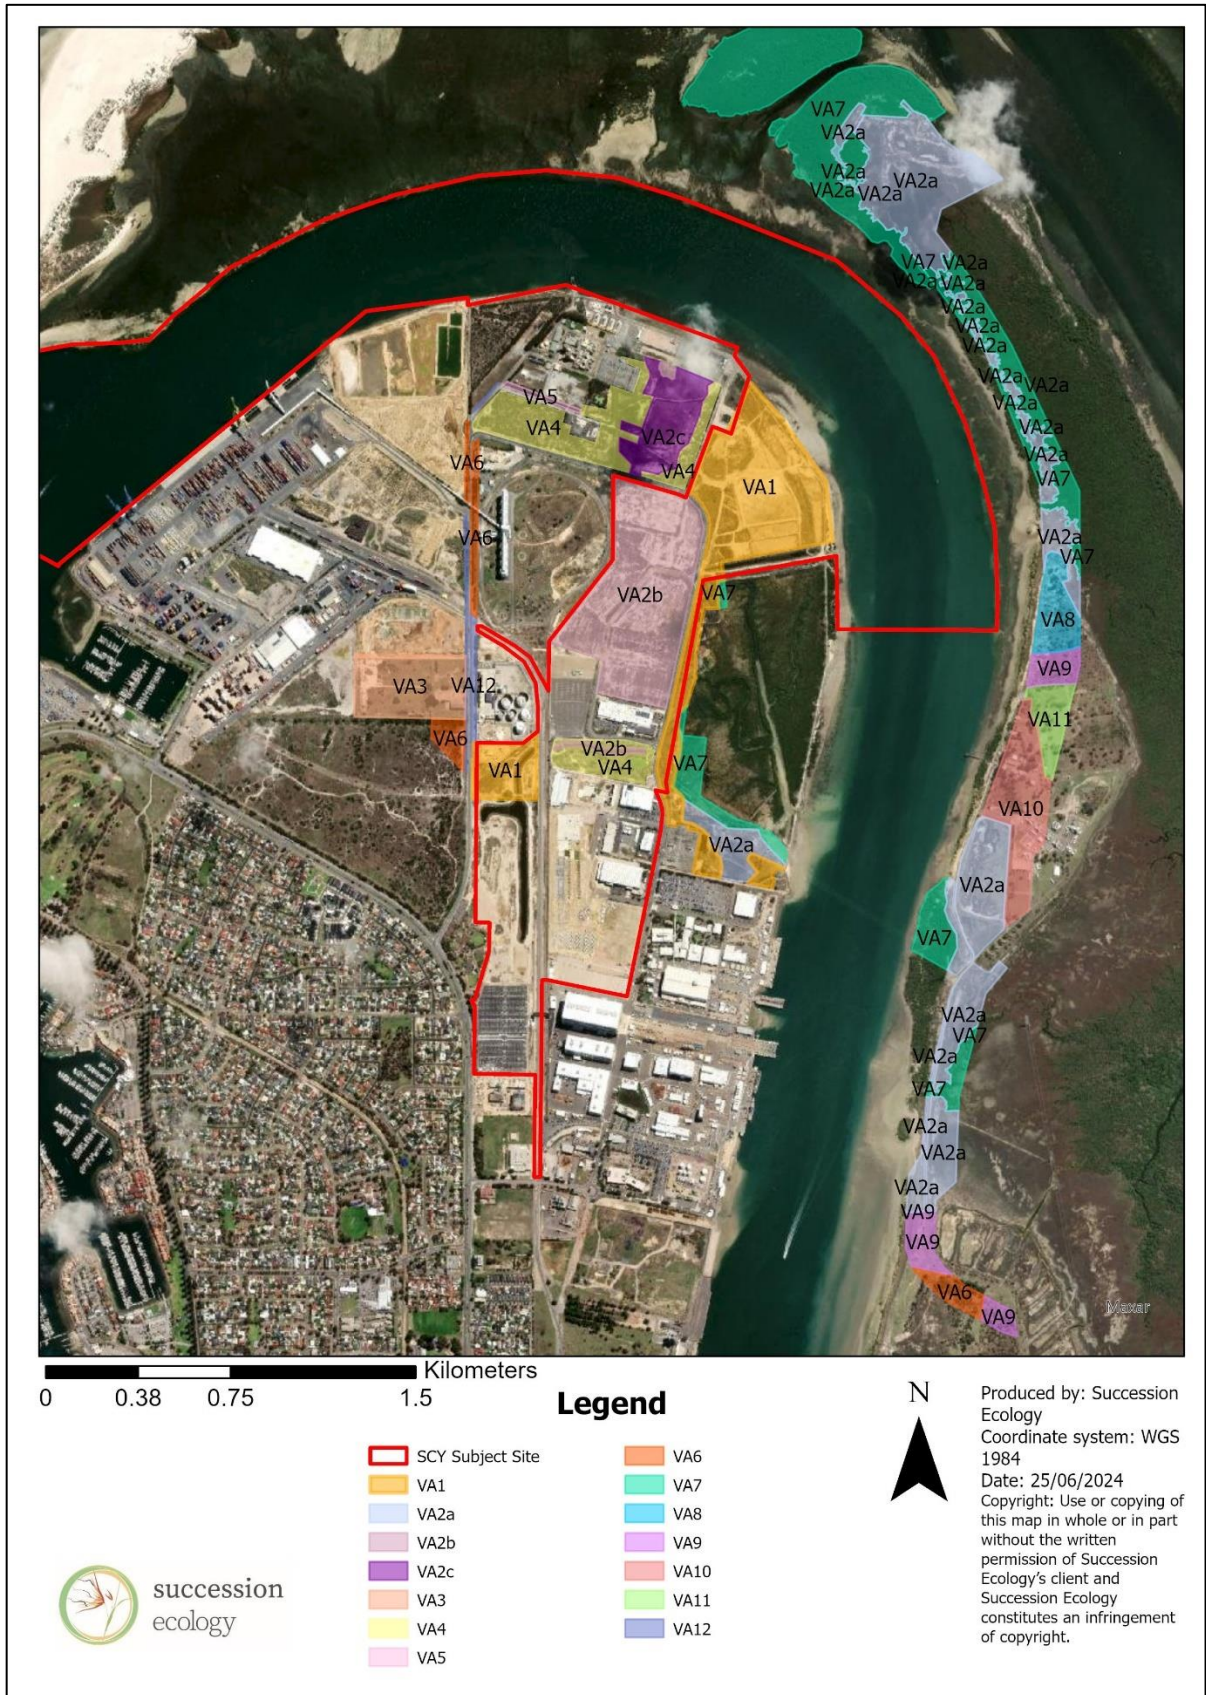 VA7
VA2a
VA2a
VA2a
VA2a
VA2a
VA7
VA2a
VA2a
VA2a
VA2a
VA2a
VA2a
VA2a
VA2a
VA2a
VA2a
VA2a
VA7
VA2a
VA7
VA8
VA9
VA11
VA10
VA2a
VA7
VA2a
VA7
VA2a
VA7
VA2a
VA2a
VA2a
VA9
VA9
VA6
VA9
VA5
VA4
VA2c
VA4
VA6
VA1
VA6
VA2b
VA7
VA3
VA12
VA6
VA2b
VA4
VA1
VA7
VA2a
Maxar
Kilometers
0 0.38 0.75 1.5
Legend
SCY Subject Site
VA1
VA2a
VA2b
VA2c
VA3
VA4
VA5
VA6
VA7
VA8
VA9
VA10
VA11
VA12
N
Produced by: Succession
Ecology
Coordinate system: WGS
1984
Date: 25/06/2024
Copyright: Use or copying of
this map in whole or in part
without the written
permission of Succession
Ecology’s client and
Succession Ecology
constitutes an infringement
of copyright.
succession
ecology